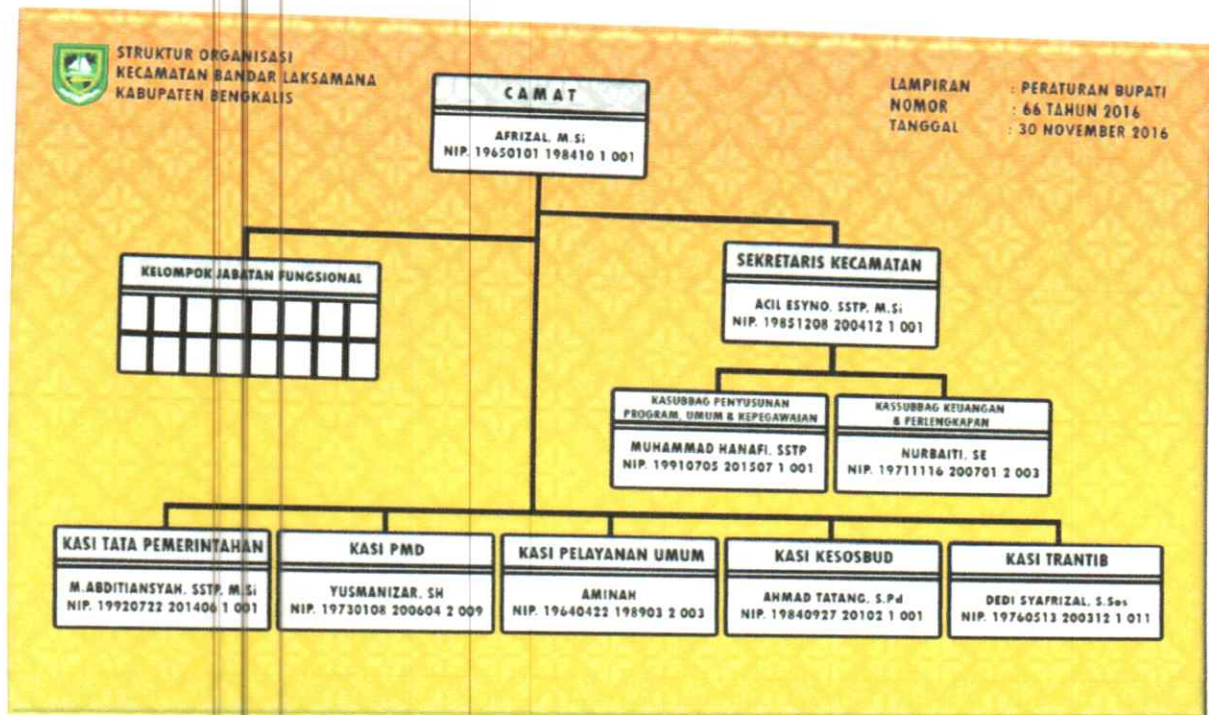 STRUKTUR ORGANISASI
KECAMATAN BANDAR LAKSAMANA
KABUPATEN BENGKALIS
LAMPIRAN : PERATURAN BUPATI
NOMOR : 66 TAHUN 2016
TANGGAL : 30 NOVEMBER 2016
CAMAT
AFRIZAL, M.Si
NIP. 19650101 198410 1 001
KELOMPOK JABATAN FUNGSIONAL
SEKRETARIS KECAMATAN
ACIL ESYNO, SSTP, M.Si
NIP. 19851208 200412 1 001
KASUBBAG PENYUSUNAN
PROGRAM, UMUM & KEPEGAWAIAN
MUHAMMAD HANAFI, SSTP
NIP. 19910705 201507 1 001
KASSUBBAG KEUANGAN
& PERLENGKAPAN
NURBAITI, SE
NIP. 19711116 200701 2 003
KASI TATA PEMERINTAHAN
M.ABDITIANSYAH, SSTP, M.Si
NIP. 19920722 201406 1 001
KASI PMD
YUSMANIZAR, SH
NIP. 19730108 200604 2 009
KASI PELAYANAN UMUM
AMINAH
NIP. 19640422 198903 2 003
KASI KESOSBUD
AHMAD TATANG, S.Pd
NIP. 19840927 20102 1 001
KASI TRANTIB
DEDI SYAFRIZAL, S.Sos
NIP. 19760513 200312 1 011